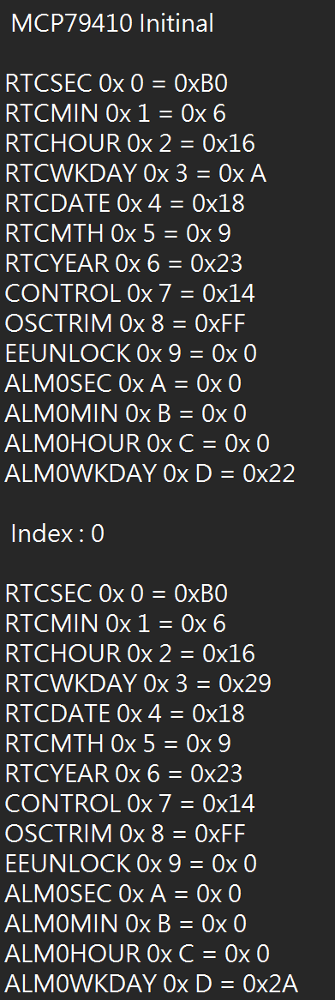 MCP79410 Initinal
RTCSEC 0x 0 = 0xB0
RTCMIN 0x 1 = 0x 6
RTCHOUR 0x 2 = 0x16
RTCWKDAY 0x 3 = 0x A
RTCDATE 0x 4 = 0x18
RTCMTH 0x 5 = 0x 9
RTCYEAR 0x 6 = 0x23
CONTROL 0x 7 = 0x14
OSCTRIM 0x 8 = 0xFF
EEUNLOCK 0x 9 = 0x 0
ALM0SEC 0x A = 0x 0
ALM0MIN 0x B = 0x 0
ALM0HOUR 0x C = 0x 0
ALM0WKDAY 0x D = 0x22
Index : 0
RTCSEC 0x 0 = 0xB0
RTCMIN 0x 1 = 0x 6
RTCHOUR 0x 2 = 0x16
RTCWKDAY 0x 3 = 0x29
RTCDATE 0x 4 = 0x18
RTCMTH 0x 5 = 0x 9
RTCYEAR 0x 6 = 0x23
CONTROL 0x 7 = 0x14
OSCTRIM 0x 8 = 0xFF
EEUNLOCK 0x 9 = 0x 0
ALM0SEC 0x A = 0x 0
ALM0MIN 0x B = 0x 0
ALM0HOUR 0x C = 0x 0
ALM0WKDAY 0x D = 0x2A